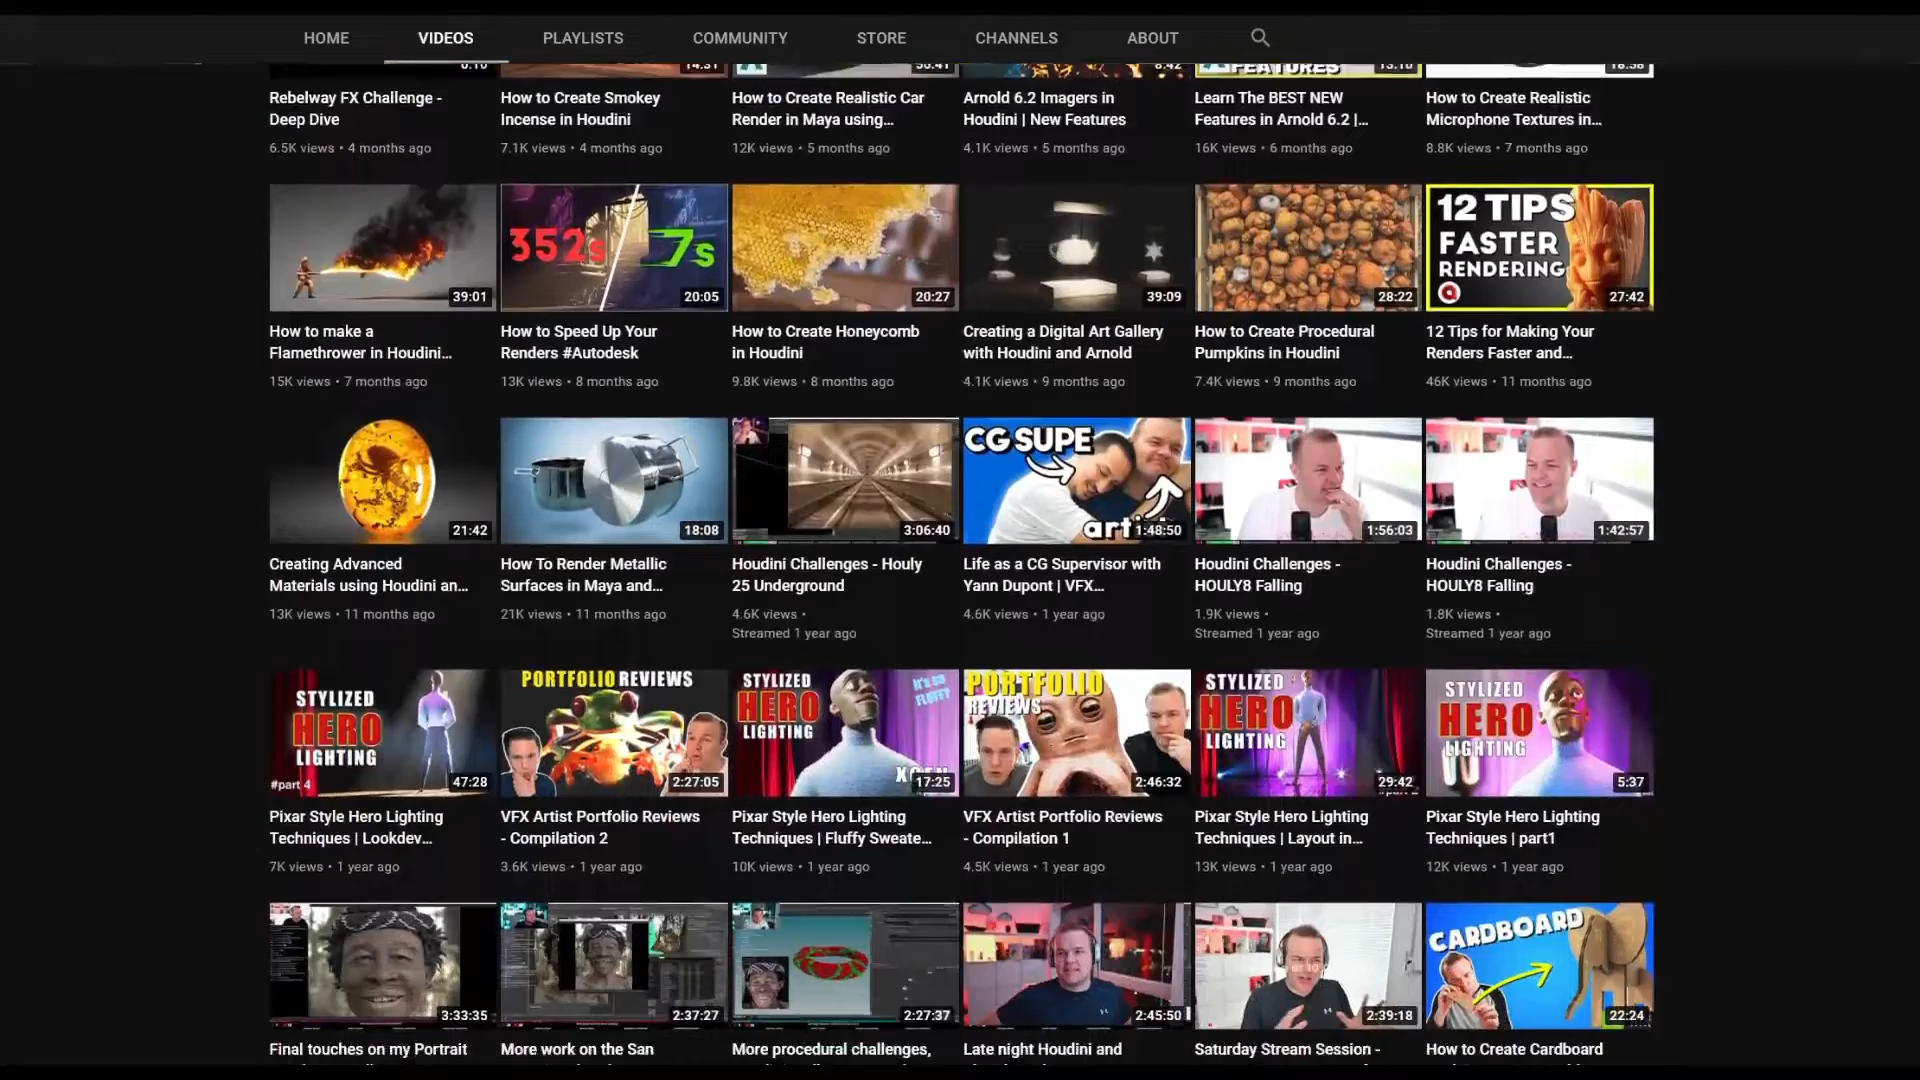 HOME VIDEOS PLAYLISTS COMMUNITY STORE CHANNELS ABOUT
FEATURES
Rebelway FX Challenge -
Deep Dive
6.5K views • 4 months ago
How to Create Smokey
Incense in Houdini
7.1K views • 4 months ago
How to Create Realistic Car
Render in Maya using...
12K views • 5 months ago
Arnold 6.2 Imagers in
Houdini | New Features
4.1K views • 5 months ago
Learn The BEST NEW
Features in Arnold 6.2 |...
16K views • 6 months ago
How to Create Realistic
Microphone Textures in...
8.8K views • 7 months ago
39:01
How to make a
Flamethrower in Houdini...
15K views • 7 months ago
352s
7s
20:05
How to Speed Up Your
Renders #Autodesk
13K views • 8 months ago
20:27
How to Create Honeycomb
in Houdini
9.8K views • 8 months ago
39:09
Creating a Digital Art Gallery
with Houdini and Arnold
4.1K views • 9 months ago
28:22
How to Create Procedural
Pumpkins in Houdini
7.4K views • 9 months ago
12 TIPS
FASTER
RENDERING
27:42
12 Tips for Making Your
Renders Faster and...
46K views • 11 months ago
21:42
Creating Advanced
Materials using Houdini an...
13K views • 11 months ago
18:08
How To Render Metallic
Surfaces in Maya and...
21K views • 11 months ago
3:06:40
Houdini Challenges - Houly
25 Underground
4.6K views •
Streamed 1 year ago
CG SUPE
1:48:50
Life as a CG Supervisor with
Yann Dupont | VFX...
4.6K views • 1 year ago
1:56:03
Houdini Challenges -
HOULY8 Falling
1.9K views •
Streamed 1 year ago
1:42:57
Houdini Challenges -
HOULY8 Falling
1.8K views •
Streamed 1 year ago
STYLIZED
HERO
LIGHTING
#part 4
47:28
Pixar Style Hero Lighting
Techniques | Lookdev...
7K views • 1 year ago
PORTFOLIO REVIEWS
2:27:05
VFX Artist Portfolio Reviews
- Compilation 2
3.6K views • 1 year ago
STYLIZED
HERO
LIGHTING
IT'S SO
FLUFFY
17:25
Pixar Style Hero Lighting
Techniques | Fluffy Sweate...
10K views • 1 year ago
PORTFOLIO
REVIEWS
2:46:32
VFX Artist Portfolio Reviews
- Compilation 1
4.5K views • 1 year ago
STYLIZED
HERO
LIGHTING
29:42
Pixar Style Hero Lighting
Techniques | Layout in...
13K views • 1 year ago
STYLIZED
HERO
LIGHTING
5:37
Pixar Style Hero Lighting
Techniques | part1
12K views • 1 year ago
3:33:35
Final touches on my Portrait
2:37:27
More work on the San
2:27:37
More procedural challenges,
2:45:50
Late night Houdini and
2:39:18
Saturday Stream Session -
CARDBOARD
22:24
How to Create Cardboard